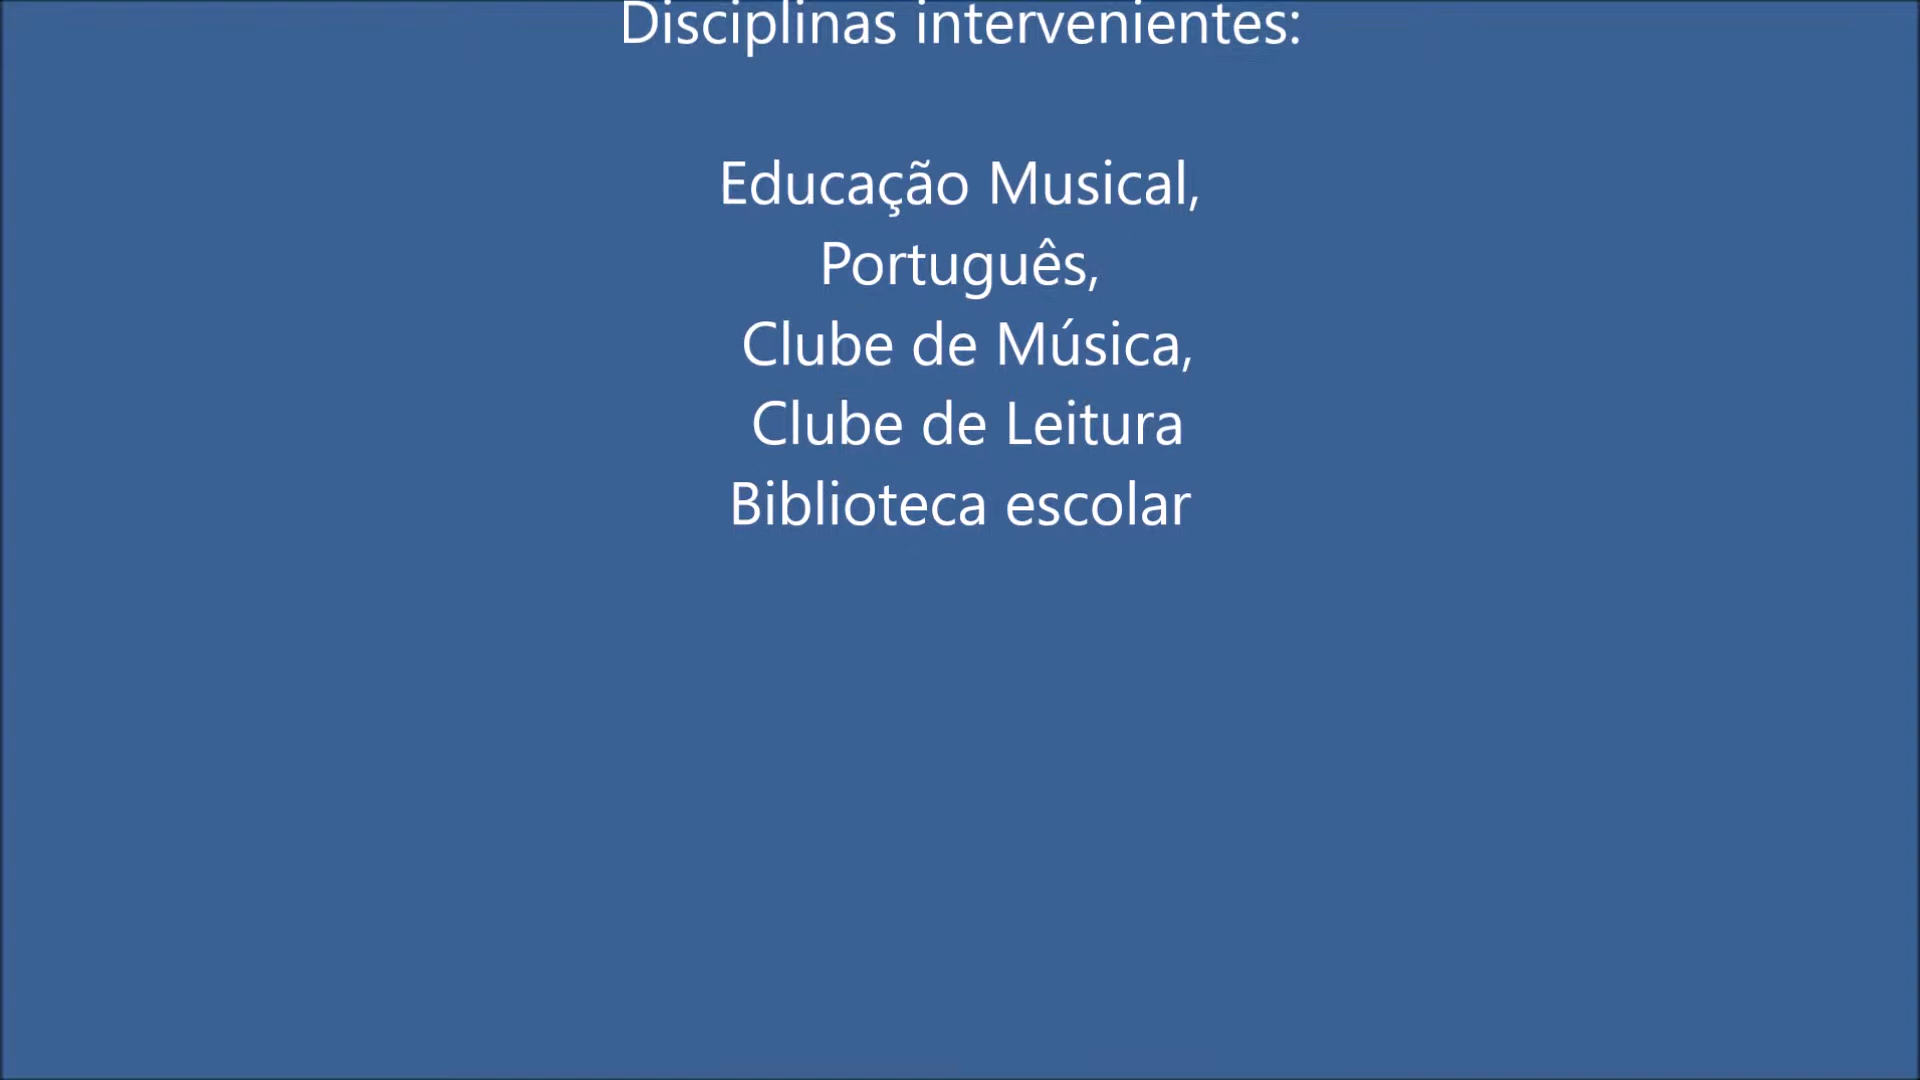 Disciplinas intervenientes:
Educação Musical,
Português,
Clube de Música,
Clube de Leitura
Biblioteca escolar